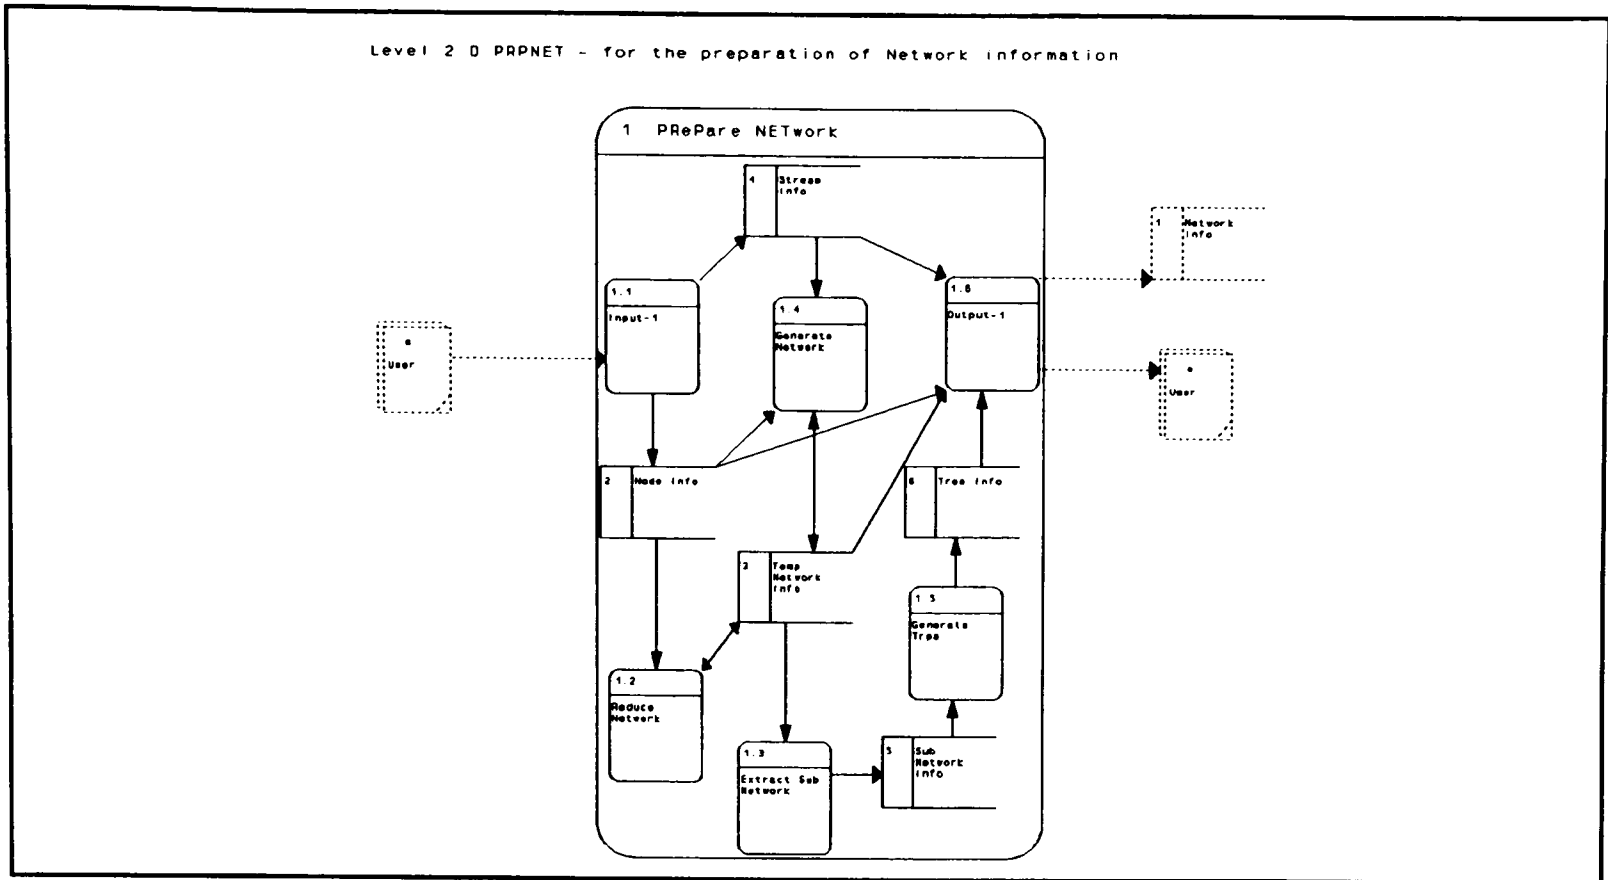 Level 2 D PRPNET - for the preparation of Network information
1 PRePare NETwork
4 Stream
Info
1 Network
Info
1.1
Input-1
1.4
Generate
Network
1.6
Output-1
a
User
a
User
2 Node Info
6 Tree Info
3 Temp
Network
Info
1.5
Generate
Tree
1.2
Reduce
Network
1.3
Extract Sub
Network
5 Sub
Network
Info